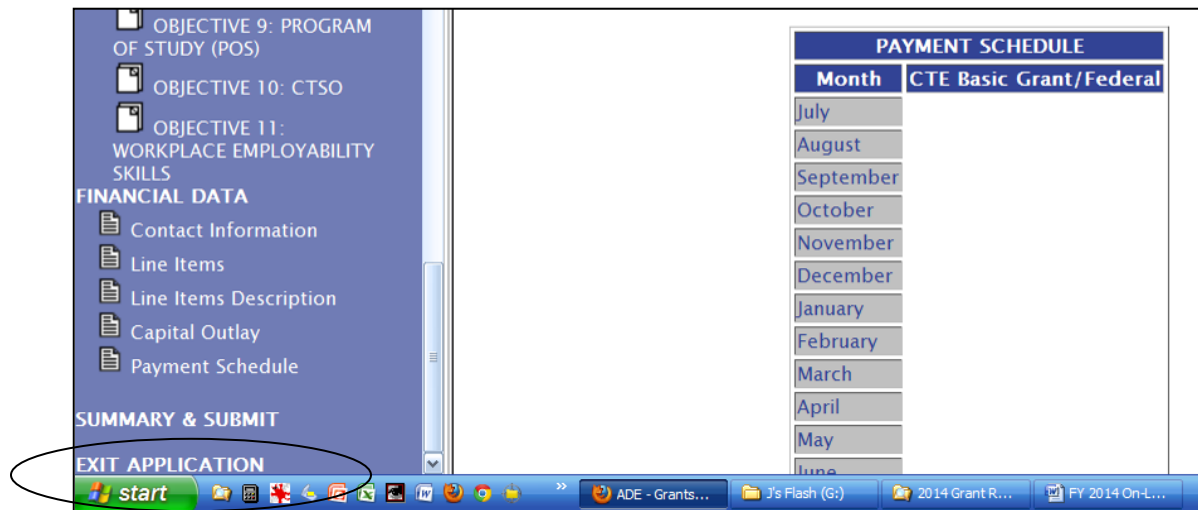 OBJECTIVE 9: PROGRAM
OF STUDY (POS)
OBJECTIVE 10: CTSO
OBJECTIVE 11:
WORKPLACE EMPLOYABILITY
SKILLS
FINANCIAL DATA
Contact Information
Line Items
Line Items Description
Capital Outlay
Payment Schedule
SUMMARY & SUBMIT
EXIT APPLICATION
PAYMENT SCHEDULE
Month CTE Basic Grant/Federal
July
August
September
October
November
December
January
February
March
April
May
June
start ADE - Grants... J's Flash (G:) 2014 Grant R... FY 2014 On-L...